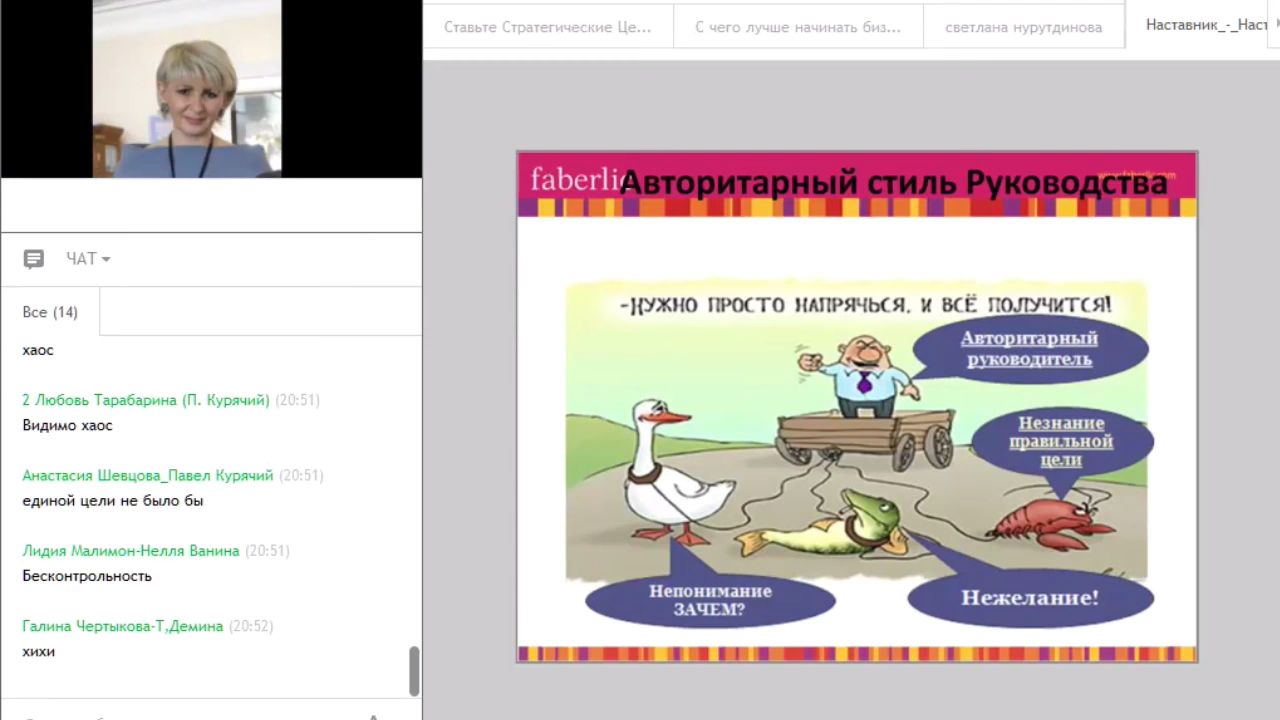 Ставьте Стратегические Це...
С чего лучше начинать биз...
светлана нурутдинова
Наставник_-_Наст
ЧАТ
Все (14)
хаос
2 Любовь Тарабарина (П. Курячий) (20:51)
Видимо хаос
Анастасия Шевцова_Павел Курячий (20:51)
единой цели не было бы
Лидия Малимон-Нелля Ванина (20:51)
Бесконтрольность
Галина Чертыкова-Т,Демина (20:52)
хихи
faberlic
www.faberlic.com
Авторитарный стиль Руководства
-НУЖНО ПРОСТО НАПРЯЧЬСЯ, И ВСЁ ПОЛУЧИТСЯ!
Авторитарный
руководитель
Незнание
правильной
цели
Непонимание
ЗАЧЕМ?
Нежелание!